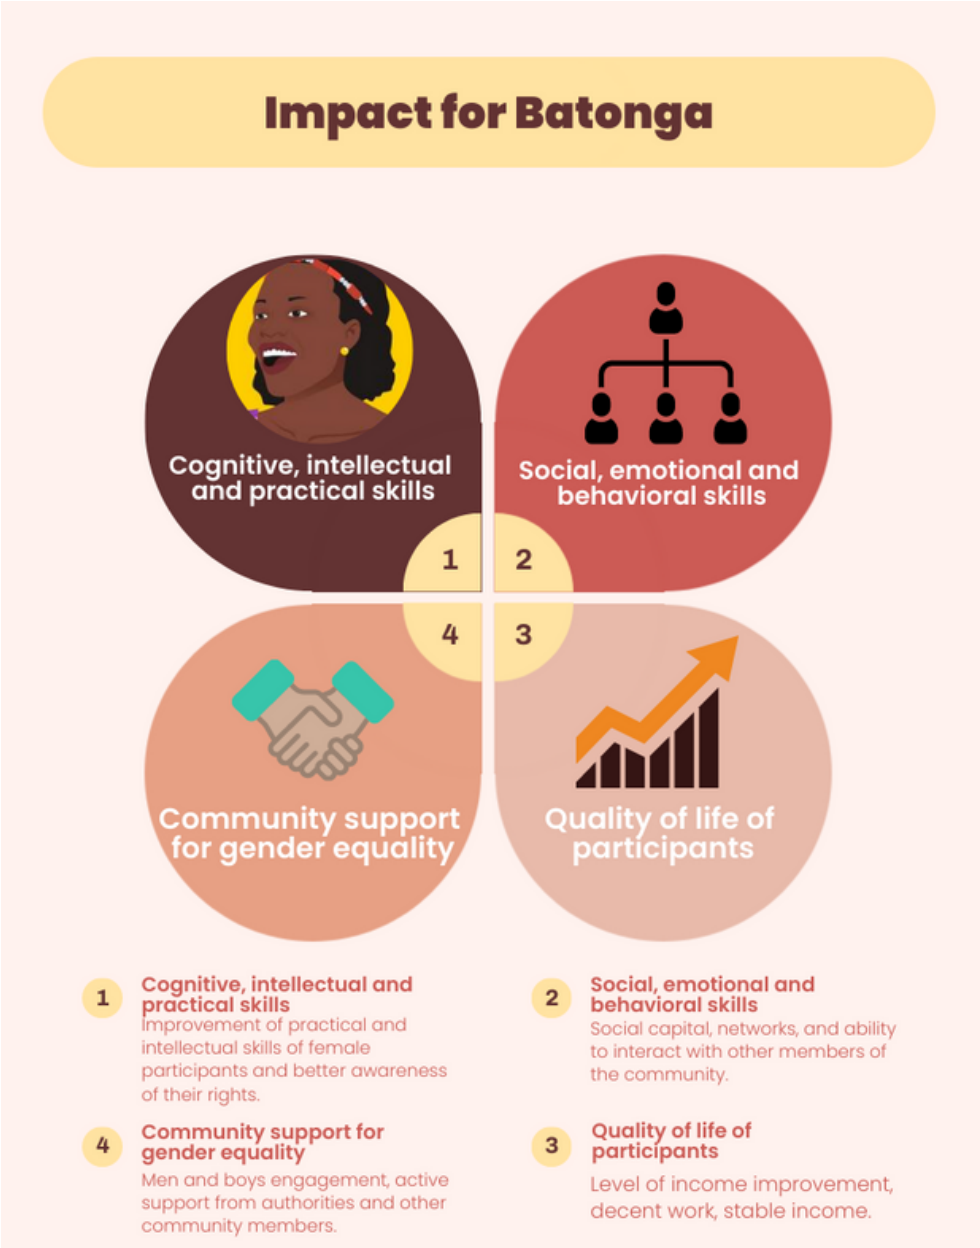 Impact for Batonga
Cognitive, intellectual
and practical skills
Social, emotional and
behavioral skills
1
2
4
3
Community support
for gender equality
Quality of life of
participants
1
Cognitive, intellectual and
practical skills
Improvement of practical and
intellectual skills of female
participants and better awareness
of their rights.
2
Social, emotional and
behavioral skills
Social capital, networks, and ability
to interact with other members of
the community.
4
Community support for
gender equality
Men and boys engagement, active
support from authorities and other
community members.
3
Quality of life of
participants
Level of income improvement,
decent work, stable income.